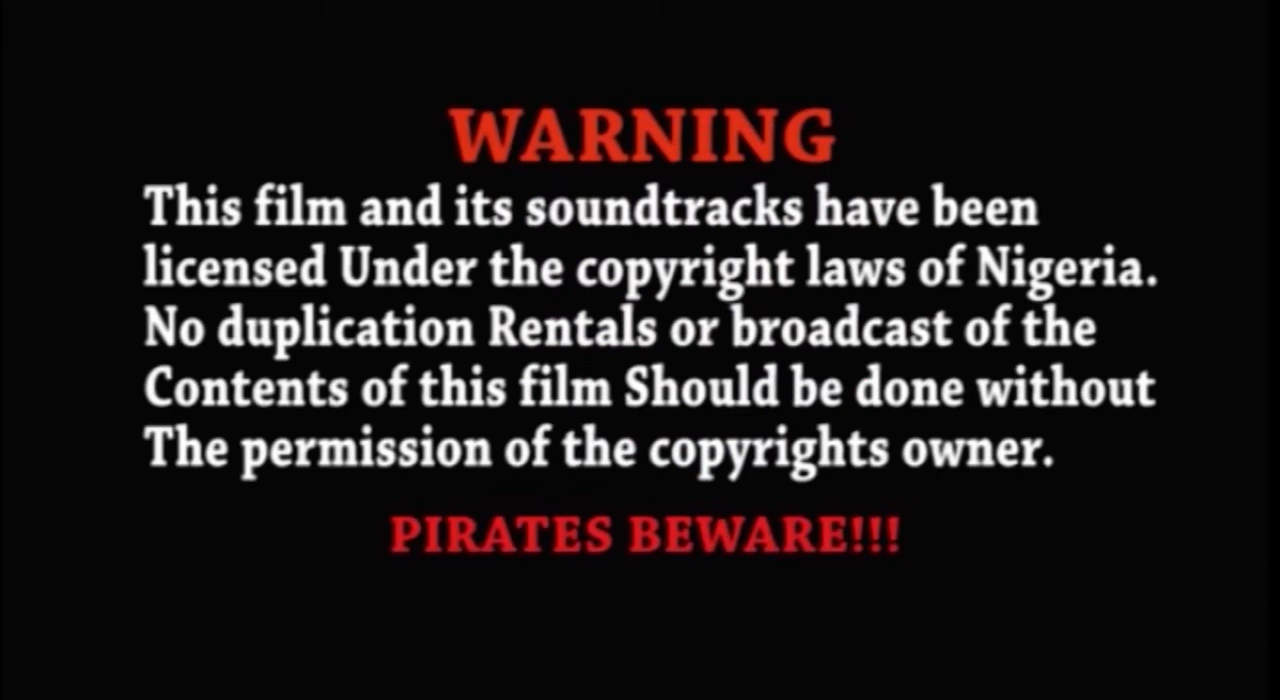 WARNING
This film and its soundtracks have been
licensed Under the copyright laws of Nigeria.
No duplication Rentals or broadcast of the
Contents of this film Should be done without
The permission of the copyrights owner.
PIRATES BEWARE!!!